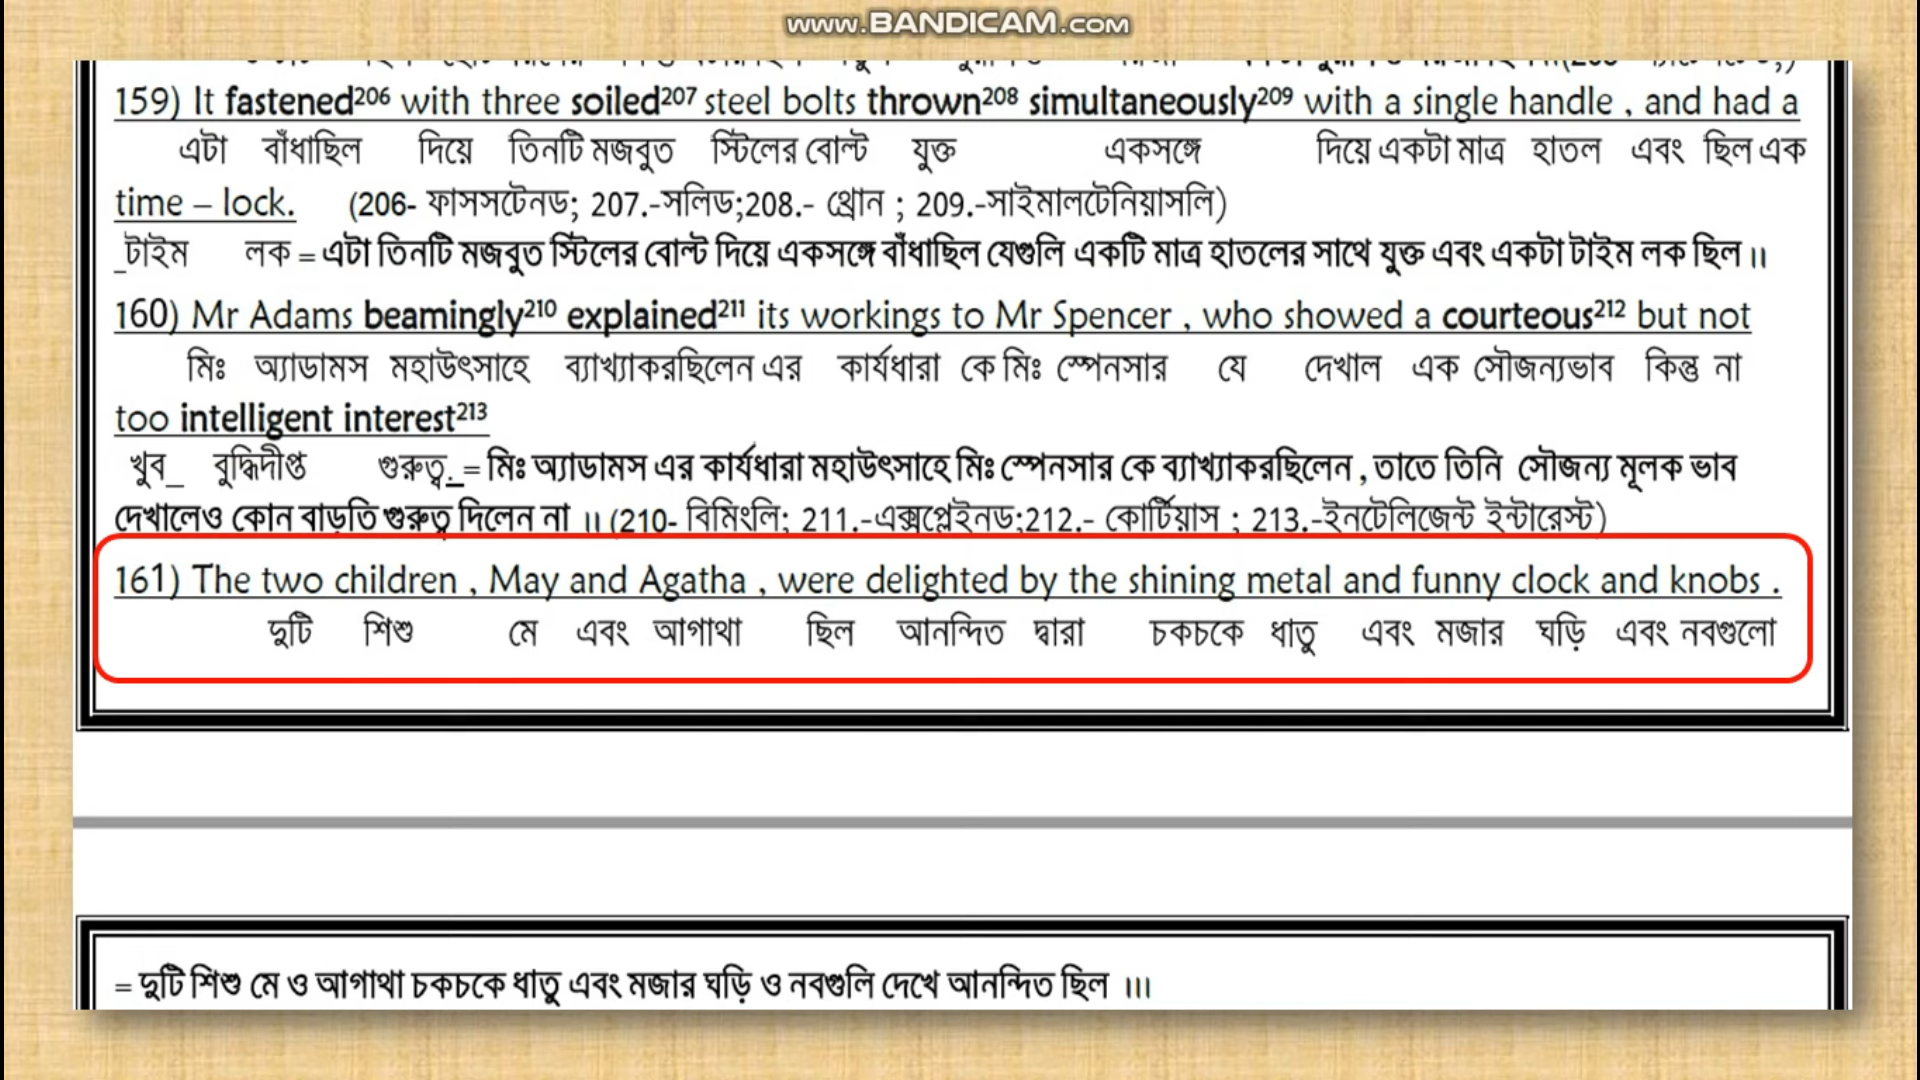 www.BANDICAM.com
159) It fastened206 with three soiled207 steel bolts thrown208 simultaneously209 with a single handle , and had a
এটা বাঁধাছিল দিয়ে তিনটি মজবুত স্টিলের বোল্ট যুক্ত একসঙ্গে দিয়ে একটা মাত্র হাতল এবং ছিল এক
time – lock. (206- ফাসসটেনড; 207.-সলিড;208.- থ্রোন ; 209.-সাইমালটেনিয়াসলি)
_টাইম লক = এটা তিনটি মজবুত স্টিলের বোল্ট দিয়ে একসঙ্গে বাঁধাছিল যেগুলি একটি মাত্র হাতলের সাথে যুক্ত এবং একটা টাইম লক ছিল ৷৷
160) Mr Adams beamingly210 explained211 its workings to Mr Spencer , who showed a courteous212 but not
মিঃ অ্যাডামস মহাউৎসাহে ব্যাখ্যাকরছিলেন এর কার্যধারা কে মিঃ স্পেনসার যে দেখাল এক সৌজন্যভাব কিন্তু না
too intelligent interest213
খুব_ বুদ্ধিদীপ্ত গুরুত্ব._ = মিঃ অ্যাডামস এর কার্যধারা মহাউৎসাহে মিঃ স্পেনসার কে ব্যাখ্যাকরছিলেন , তাতে তিনি সৌজন্য মূলক ভাব
দেখালেও কোন বাড়তি গুরুত্ব দিলেন না ৷৷ (210- বিমিংলি; 211.-এক্সপ্লেইনড;212.- কোর্টিয়াস ; 213.-ইনটেলিজেন্ট ইন্টারেস্ট)
161) The two children , May and Agatha , were delighted by the shining metal and funny clock and knobs .
দুটি শিশু মে এবং আগাথা ছিল আনন্দিত দ্বারা চকচকে ধাতু এবং মজার ঘড়ি এবং নবগুলো
= দুটি শিশু মে ও আগাথা চকচকে ধাতু এবং মজার ঘড়ি ও নবগুলি দেখে আনন্দিত ছিল ৷৷৷